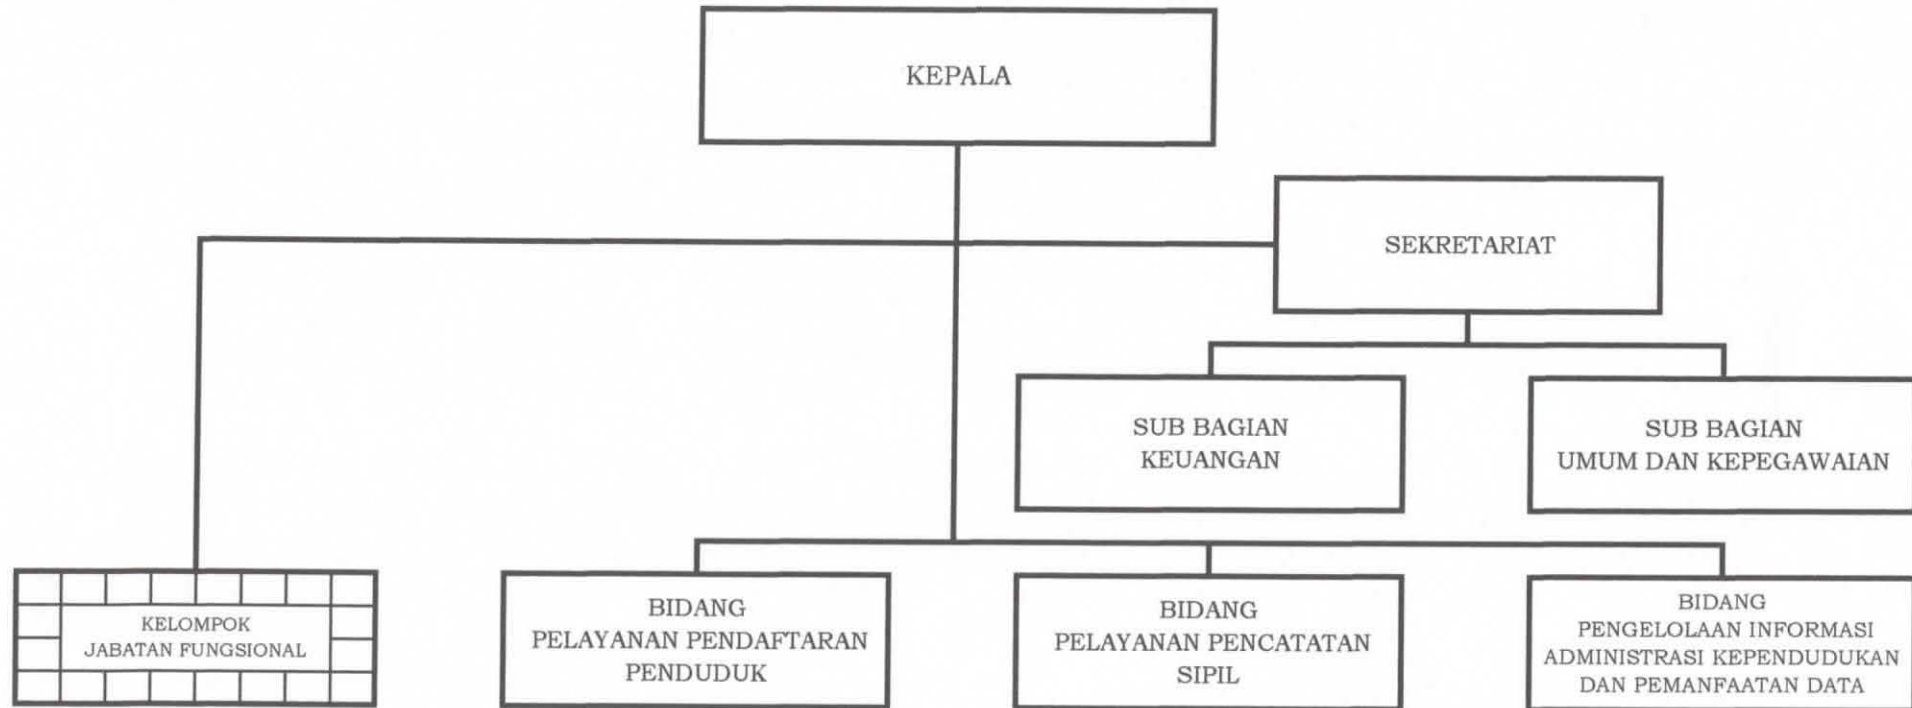 KEPALA
SEKRETARIAT
SUB BAGIAN
KEUANGAN
SUB BAGIAN
UMUM DAN KEPEGAWAIAN
KELOMPOK
JABATAN FUNGSIONAL
BIDANG
PELAYANAN PENDAFTARAN
PENDUDUK
BIDANG
PELAYANAN PENCATATAN
SIPIL
BIDANG
PENGELOLAAN INFORMASI
ADMINISTRASI KEPENDUDUKAN
DAN PEMANFAATAN DATA